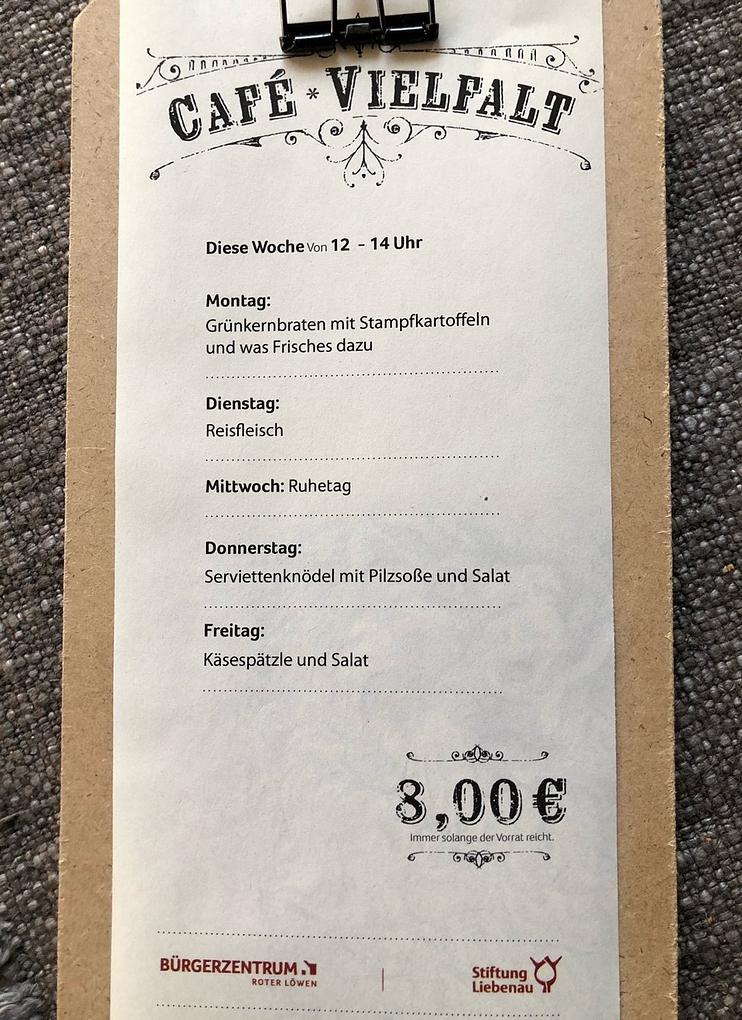 CAFÉ * VIELFALT
Diese Woche Von 12 - 14 Uhr
Montag:
Grünkernbraten mit Stampfkartoffeln
und was Frisches dazu
Dienstag:
Reisfleisch
Mittwoch: Ruhetag
Donnerstag:
Serviettenknödel mit Pilzsoße und Salat
Freitag:
Käsespätzle und Salat
8,00 €
Immer solange der Vorrat reicht.
BÜRGERZENTRUM
ROTER LÖWEN
Stiftung
Liebenau